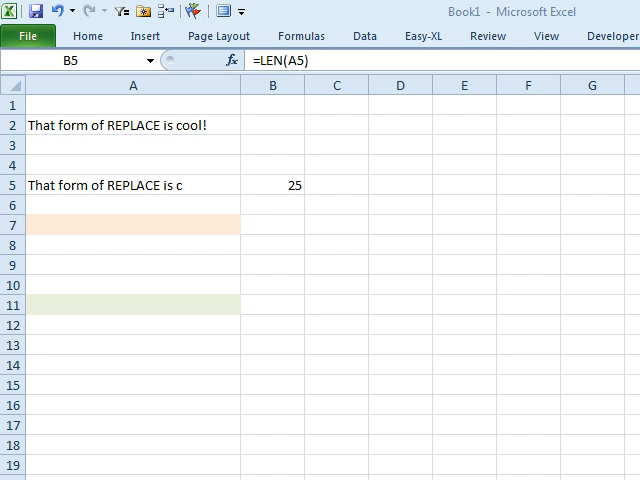 Book1 - Microsoft Excel
File Home Insert Page Layout Formulas Data Easy-XL Review View Developer
B5 fx =LEN(A5)
A B C D E F G
1
2 That form of REPLACE is cool!
3
4
5 That form of REPLACE is c 25
6
7
8
9
10
11
12
13
14
15
16
17
18
19